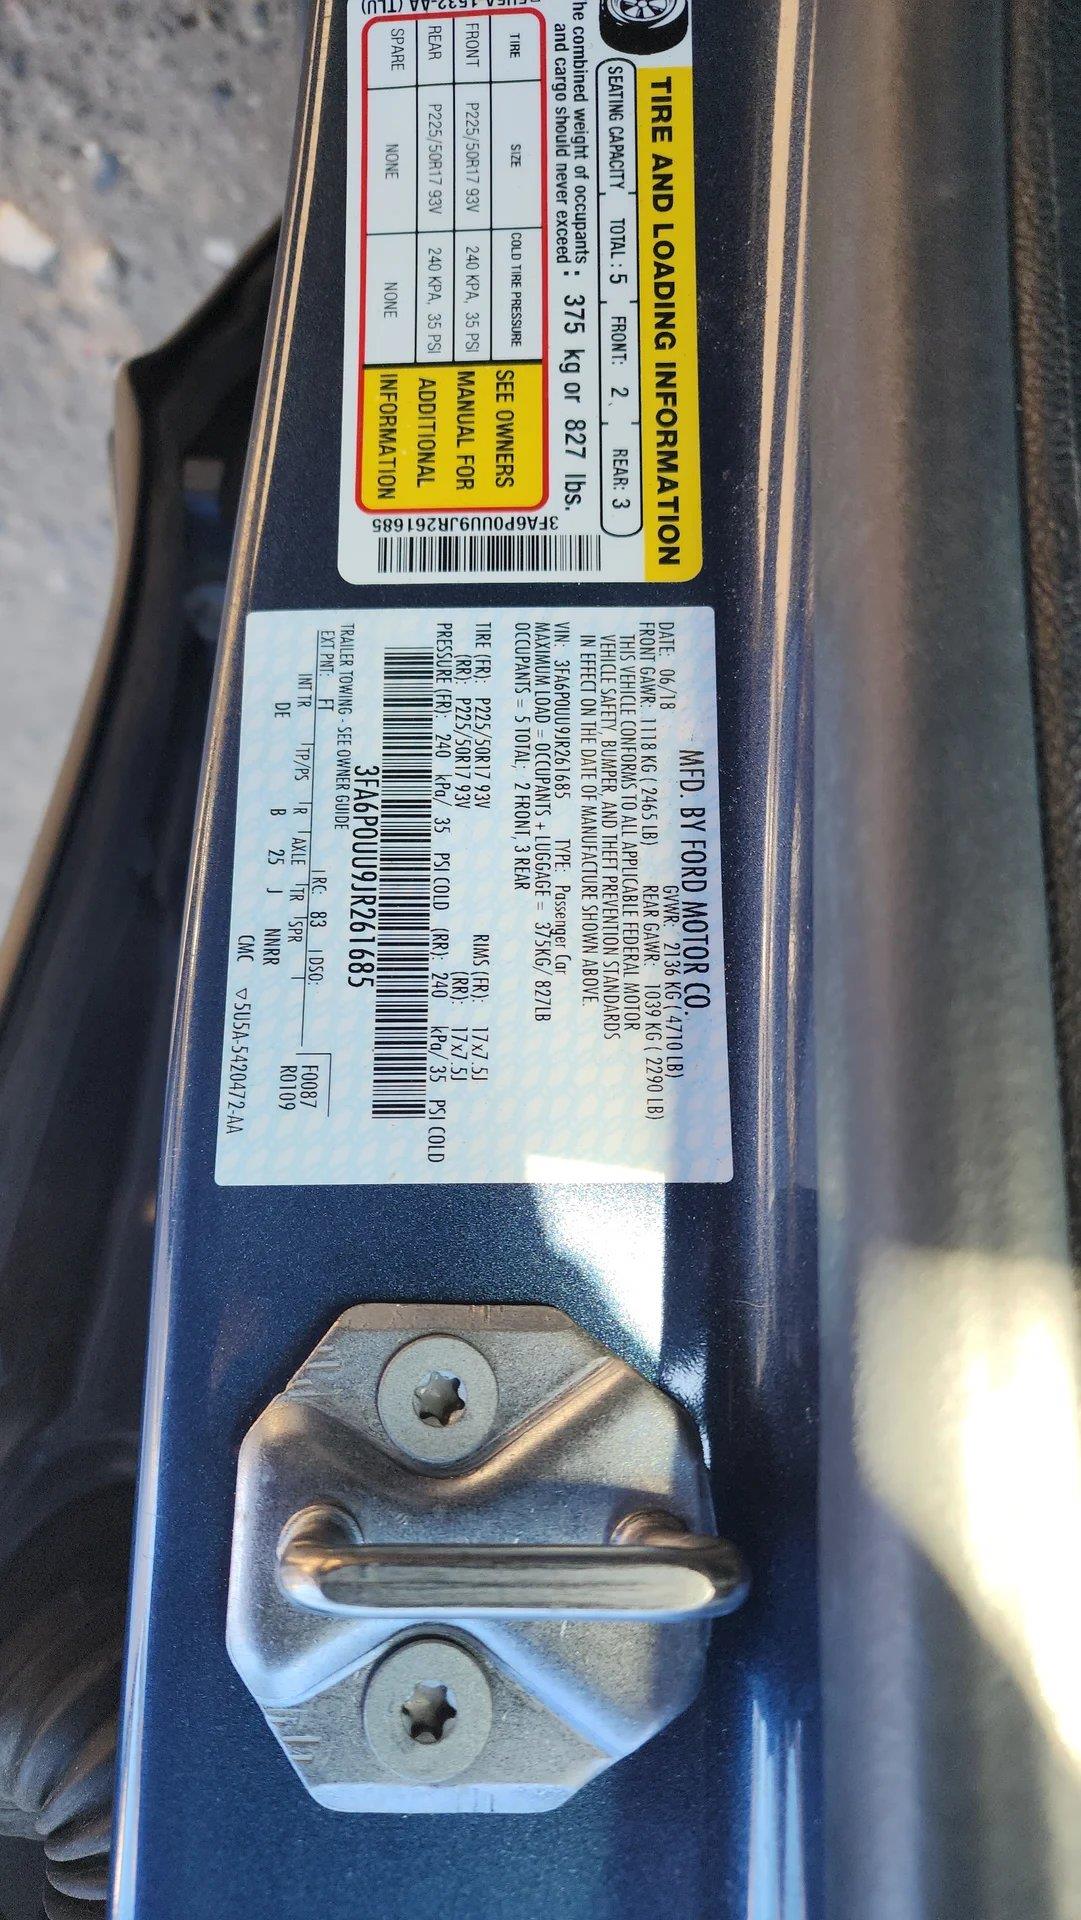 TIRE AND LOADING INFORMATION
SEATING CAPACITY TOTAL : 5 FRONT: 2 REAR: 3
he combined weight of occupants
and cargo should never exceed : 375 kg or 827 lbs.
TIRE SIZE COLD TIRE PRESSURE
FRONT P225/50R17 93V 240 KPA, 35 PSI
REAR P225/50R17 93V 240 KPA, 35 PSI
SPARE NONE NONE
SEE OWNERS
MANUAL FOR
ADDITIONAL
INFORMATION
1532-AA (TLU)
3FA6P0UU9JR261685
MFD. BY FORD MOTOR CO.
DATE: 06/18 GVWR: 2136 KG ( 4710 LB)
FRONT GAWR: 1118 KG ( 2465 LB) REAR GAWR: 1039 KG ( 2290 LB)
THIS VEHICLE CONFORMS TO ALL APPLICABLE FEDERAL MOTOR
VEHICLE SAFETY, BUMPER, AND THEFT PREVENTION STANDARDS
IN EFFECT ON THE DATE OF MANUFACTURE SHOWN ABOVE.
VIN: 3FA6P0UU9JR261685 TYPE: Passenger Car
MAXIMUM LOAD = OCCUPANTS + LUGGAGE = 375KG/ 827LB
OCCUPANTS = 5 TOTAL, 2 FRONT, 3 REAR
TIRE (FR): P225/50R17 93V RIMS (FR): 17x7.5J
(RR): P225/50R17 93V (RR): 17x7.5J
PRESSURE (FR): 240 kPa/ 35 PSI COLD (RR): 240 kPa/ 35 PSI COLD
3FA6P0UU9JR261685
TRAILER TOWING - SEE OWNER GUIDE
EXT PNT: FT RC: 83 DSO: F0087
INT TR TP/PS R AXLE TR SPR R0109
DE B 25 J NNRR
CMC ▽5U5A-5420472-AA